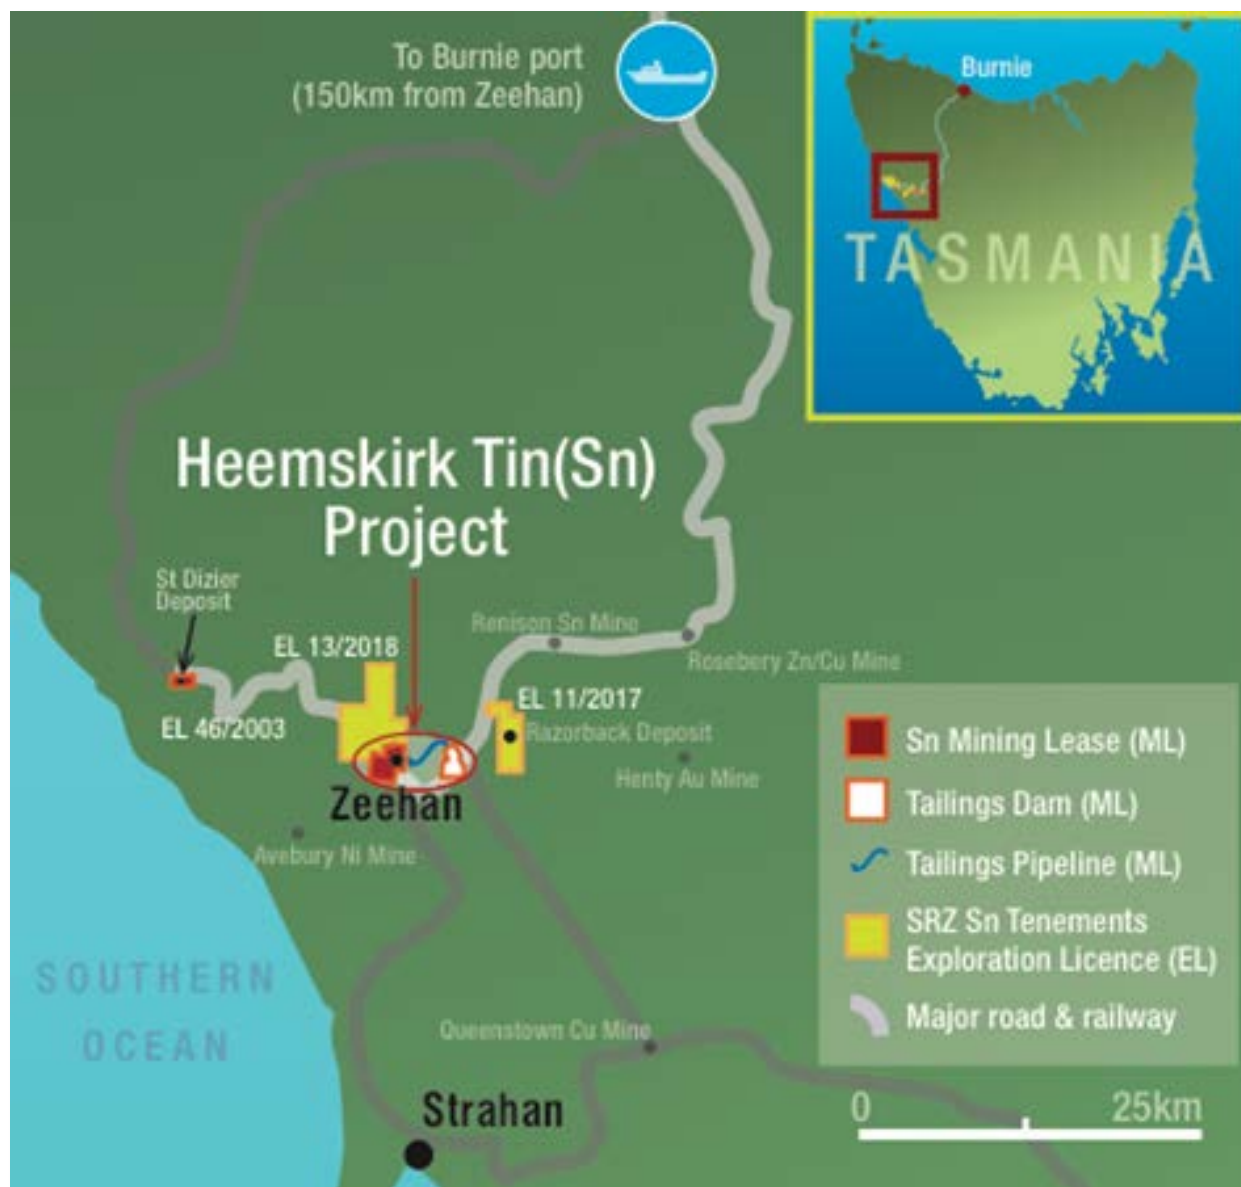 To Burnie port
(150km from Zeehan)
Burnie
TASMANIA
Heemskirk Tin(Sn)
Project
St Dizier
Deposit
EL 13/2018
Renison Sn Mine
Rosebery Zn/Cu Mine
EL 46/2003
EL 11/2017
Razorback Deposit
Henty Au Mine
Zeehan
Avebury Ni Mine
SOUTHERN
OCEAN
Queenstown Cu Mine
Strahan
Sn Mining Lease (ML)
Tailings Dam (ML)
Tailings Pipeline (ML)
SRZ Sn Tenements
Exploration Licence (EL)
Major road & railway
0 25km